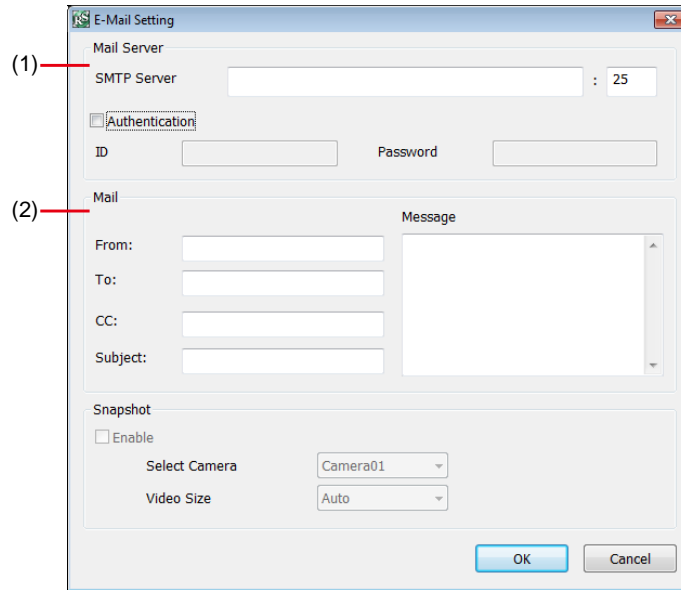 RS E-Mail Setting
Mail Server
(1)
SMTP Server : 25
Authentication
ID Password
(2)
Mail
Message
From:
To:
CC:
Subject:
Snapshot
Enable
Select Camera Camera01
Video Size Auto
OK Cancel